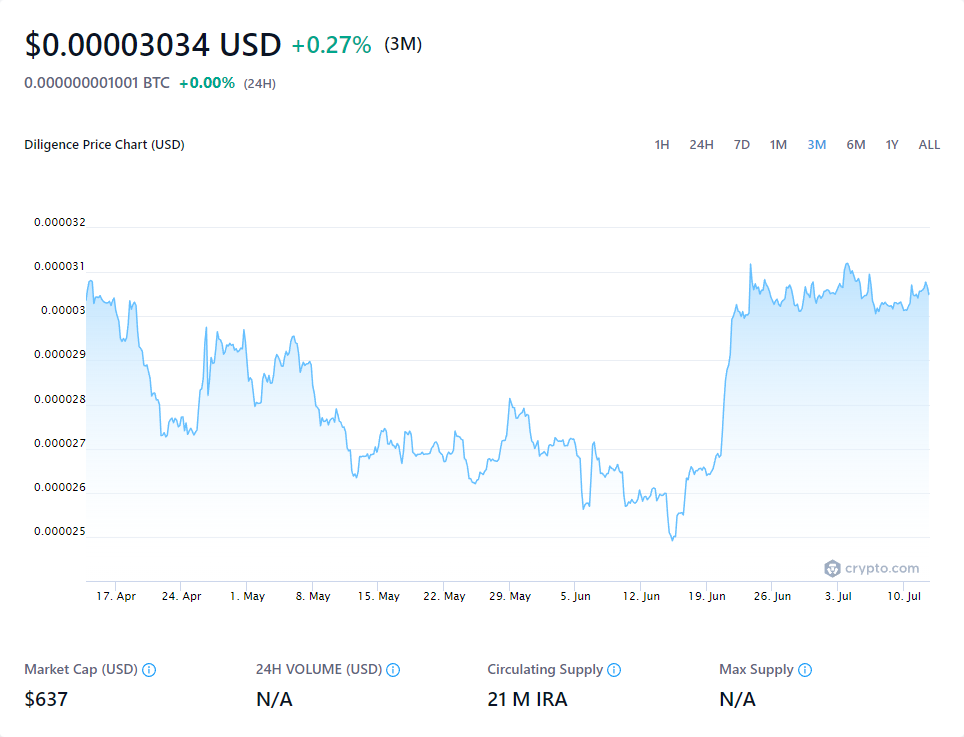 $0.00003034 USD +0.27% (3M)
0.000000001001 BTC +0.00% (24H)
Diligence Price Chart (USD) 1H 24H 7D 1M 3M 6M 1Y ALL
0.000032
0.000031
0.00003
0.000029
0.000028
0.000027
0.000026
0.000025
crypto.com
17. Apr 24. Apr 1. May 8. May 15. May 22. May 29. May 5. Jun 12. Jun 19. Jun 26. Jun 3. Jul 10. Jul
Market Cap (USD) 24H VOLUME (USD) Circulating Supply Max Supply
$637 N/A 21 M IRA N/A